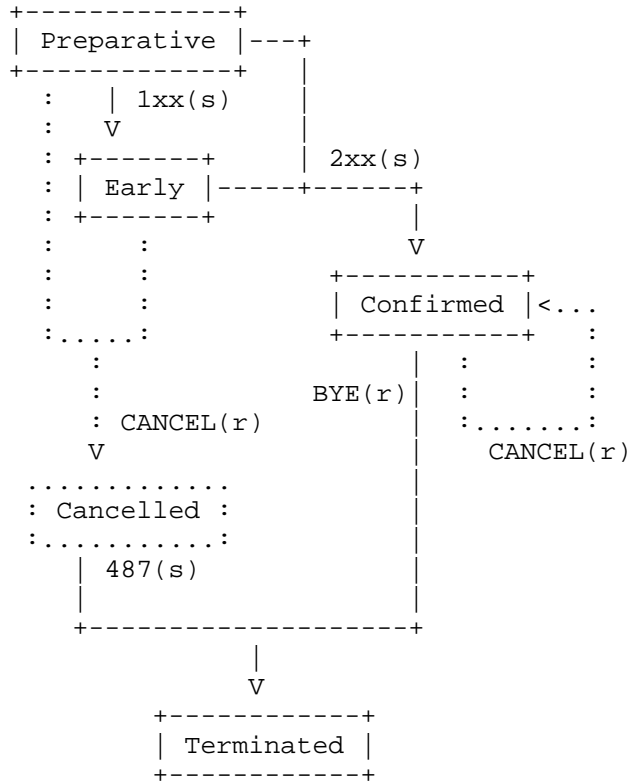 Preparative
1xx(s)
2xx(s)
Early
Confirmed
BYE(r)
CANCEL(r)
CANCEL(r)
Cancelled
487(s)
Terminated